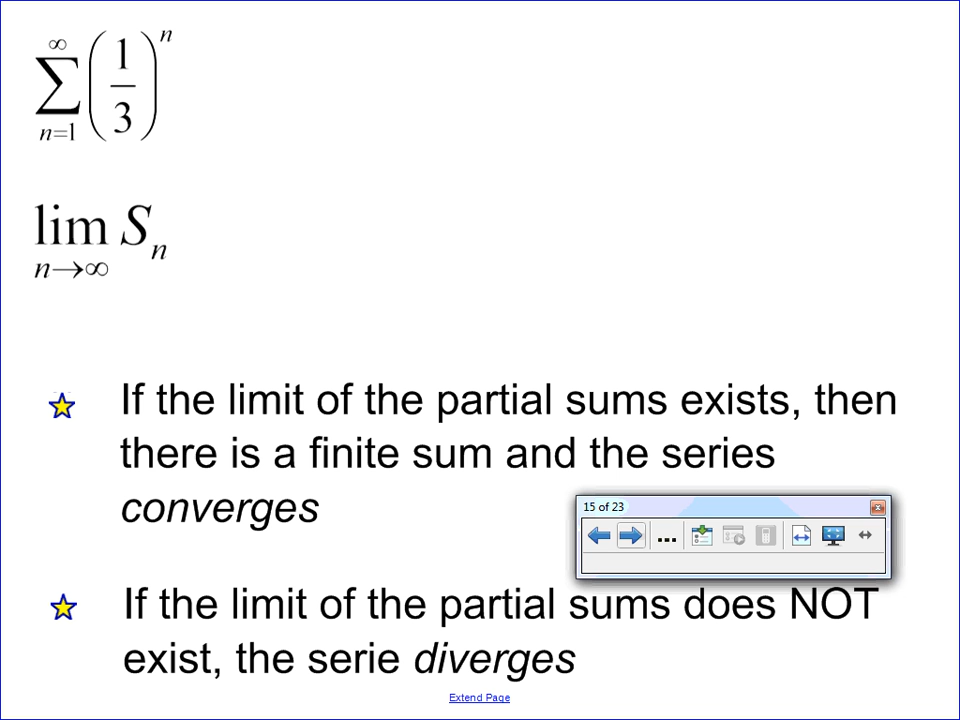 ∞
∑ (1/3)^n
n=1
lim S_n
n→∞
If the limit of the partial sums exists, then
there is a finite sum and the series
converges
15 of 23
...
If the limit of the partial sums does NOT
exist, the serie diverges
Extend Page